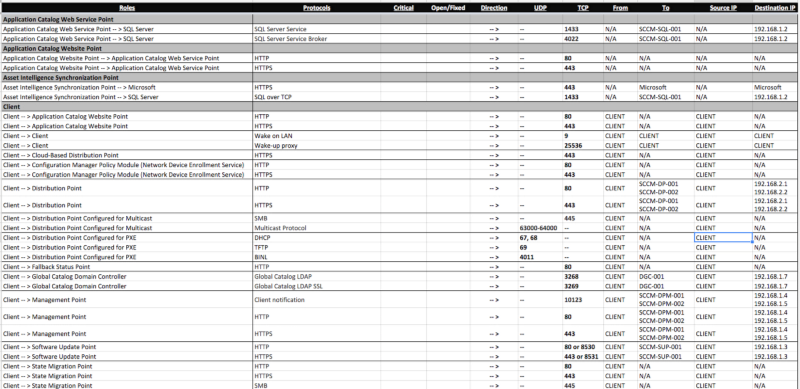 Roles Protocols Critical Open/Fixed Direction UDP TCP From To Source IP Destination IP
Application Catalog Web Service Point
Application Catalog Web Service Point -- > SQL Server SQL Server Service -- > -- 1433 N/A SCCM-SQL-001 N/A 192.168.1.2
Application Catalog Web Service Point -- > SQL Server SQL Server Service Broker -- > -- 4022 N/A SCCM-SQL-001 N/A 192.168.1.2
Application Catalog Website Point
Application Catalog Website Point -- > Application Catalog Web Service Point HTTP -- > -- 80 N/A N/A N/A N/A
Application Catalog Website Point -- > Application Catalog Web Service Point HTTPS -- > -- 443 N/A N/A N/A N/A
Asset Intelligence Synchronization Point
Asset Intelligence Synchronization Point -- > Microsoft HTTPS -- > -- 443 N/A Microsoft N/A Microsoft
Asset Intelligence Synchronization Point -- > SQL Server SQL over TCP -- > -- 1433 N/A SCCM-SQL-001 N/A 192.168.1.2
Client
Client -- > Application Catalog Website Point HTTP -- > -- 80 CLIENT N/A CLIENT N/A
Client -- > Application Catalog Website Point HTTPS -- > -- 443 CLIENT N/A CLIENT N/A
Client -- > Client Wake on LAN -- > -- 9 CLIENT CLIENT CLIENT CLIENT
Client -- > Client Wake-up proxy -- > -- 25536 CLIENT CLIENT CLIENT CLIENT
Client -- > Cloud-Based Distribution Point HTTPS -- > -- 443 CLIENT N/A CLIENT N/A
Client -- > Configuration Manager Policy Module (Network Device Enrollment Service) HTTP -- > -- 80 CLIENT N/A CLIENT N/A
Client -- > Configuration Manager Policy Module (Network Device Enrollment Service) HTTPS -- > -- 443 CLIENT N/A CLIENT N/A
Client -- > Distribution Point HTTP -- > -- 80 CLIENT SCCM-DP-001 CLIENT 192.168.2.1
SCCM-DP-002 192.168.2.2
Client -- > Distribution Point HTTPS -- > -- 443 CLIENT SCCM-DP-001 CLIENT 192.168.2.1
SCCM-DP-002 192.168.2.2
Client -- > Distribution Point Configured for Multicast SMB -- > -- 445 CLIENT N/A CLIENT N/A
Client -- > Distribution Point Configured for Multicast Multicast Protocol -- > 63000-64000 -- CLIENT N/A CLIENT N/A
Client -- > Distribution Point Configured for PXE DHCP -- > 67, 68 -- CLIENT N/A CLIENT N/A
Client -- > Distribution Point Configured for PXE TFTP -- > 69 -- CLIENT N/A CLIENT N/A
Client -- > Distribution Point Configured for PXE BINL -- > 4011 -- CLIENT N/A CLIENT N/A
Client -- > Fallback Status Point HTTP -- > -- 80 CLIENT N/A CLIENT N/A
Client -- > Global Catalog Domain Controller Global Catalog LDAP -- > -- 3268 CLIENT DGC-001 CLIENT 192.168.1.7
Client -- > Global Catalog Domain Controller Global Catalog LDAP SSL -- > -- 3269 CLIENT DGC-001 CLIENT 192.168.1.7
Client -- > Management Point Client notification -- > -- 10123 CLIENT SCCM-DPM-001 CLIENT 192.168.1.4
SCCM-DPM-002 192.168.1.5
Client -- > Management Point HTTP -- > -- 80 CLIENT SCCM-DPM-001 CLIENT 192.168.1.4
SCCM-DPM-002 192.168.1.5
Client -- > Management Point HTTPS -- > -- 443 CLIENT SCCM-DPM-001 CLIENT 192.168.1.4
SCCM-DPM-002 192.168.1.5
Client -- > Software Update Point HTTP -- > -- 80 or 8530 CLIENT SCCM-SUP-001 CLIENT 192.168.1.3
Client -- > Software Update Point HTTPS -- > -- 443 or 8531 CLIENT SCCM-SUP-001 CLIENT 192.168.1.3
Client -- > State Migration Point HTTP -- > -- 80 CLIENT N/A CLIENT N/A
Client -- > State Migration Point HTTPS -- > -- 443 CLIENT N/A CLIENT N/A
Client -- > State Migration Point SMB -- > -- 445 CLIENT N/A CLIENT N/A